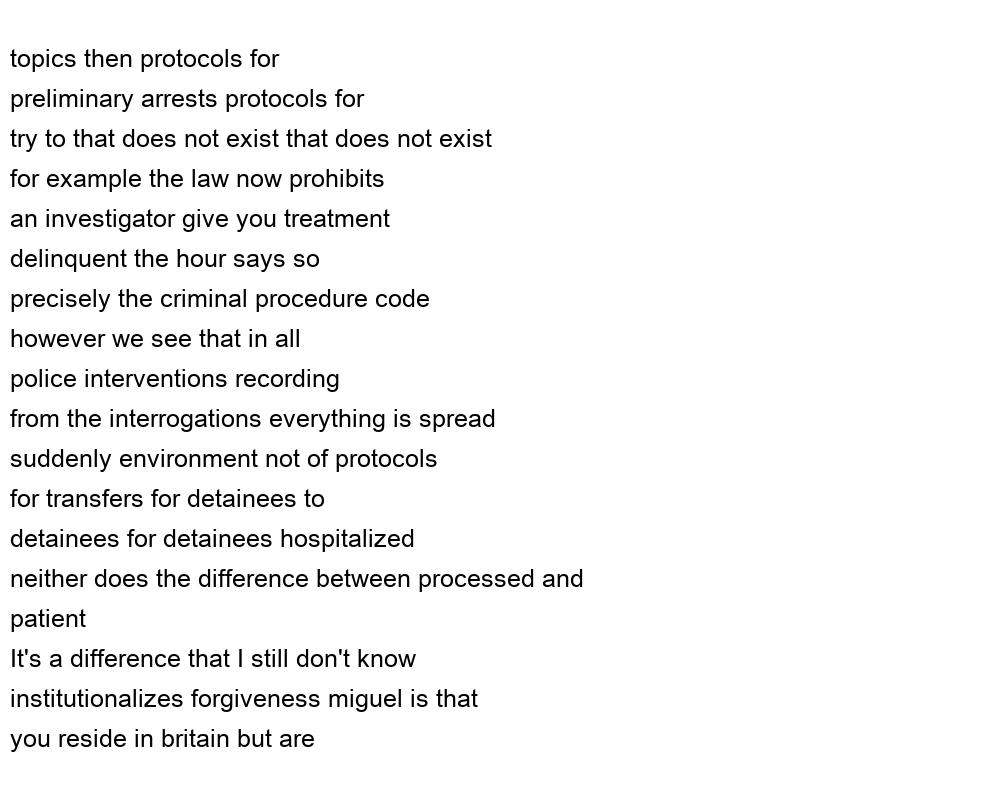 topics then protocols for
preliminary arrests protocols for
try to that does not exist that does not exist
for example the law now prohibits
an investigator give you treatment
delinquent the hour says so
precisely the criminal procedure code
however we see that in all
police interventions recording
from the interrogations everything is spread
suddenly environment not of protocols
for transfers for detainees to
detainees for detainees hospitalized
neither does the difference between processed and
patient
It's a difference that I still don't know
institutionalizes forgiveness miguel is that
you reside in britain but are